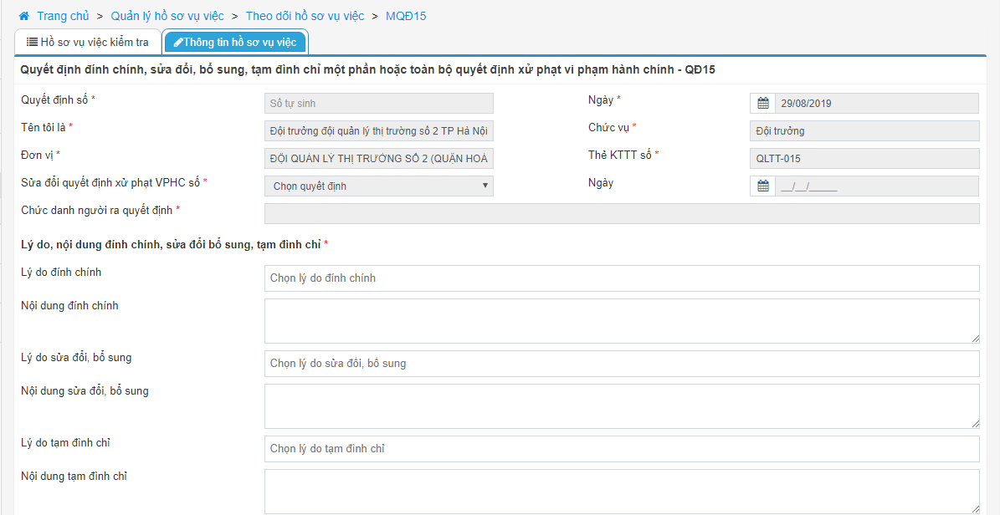 Trang chủ > Quản lý hồ sơ vụ việc > Theo dõi hồ sơ vụ việc > MQĐ15
Hồ sơ vụ việc kiểm tra Thông tin hồ sơ vụ việc
Quyết định đính chính, sửa đổi, bổ sung, tạm đình chỉ một phần hoặc toàn bộ quyết định xử phạt vi phạm hành chính - QĐ15
Quyết định số * Số tự sinh Ngày * 29/08/2019
Tên tôi là * Đội trưởng đội quản lý thị trường số 2 TP Hà Nội Chức vụ * Đội trưởng
Đơn vị * ĐỘI QUẢN LÝ THỊ TRƯỜNG SỐ 2 (QUẬN HOÀ Thẻ KTTT số * QLTT-015
Sửa đổi quyết định xử phạt VPHC số * Chọn quyết định Ngày __/__/_____
Chức danh người ra quyết định *
Lý do, nội dung đính chính, sửa đổi bổ sung, tạm đình chỉ *
Lý do đính chính Chọn lý do đính chính
Nội dung đính chính
Lý do sửa đổi, bổ sung Chọn lý do sửa đổi, bổ sung
Nội dung sửa đổi, bổ sung
Lý do tạm đình chỉ Chọn lý do tạm đình chỉ
Nội dung tạm đình chỉ